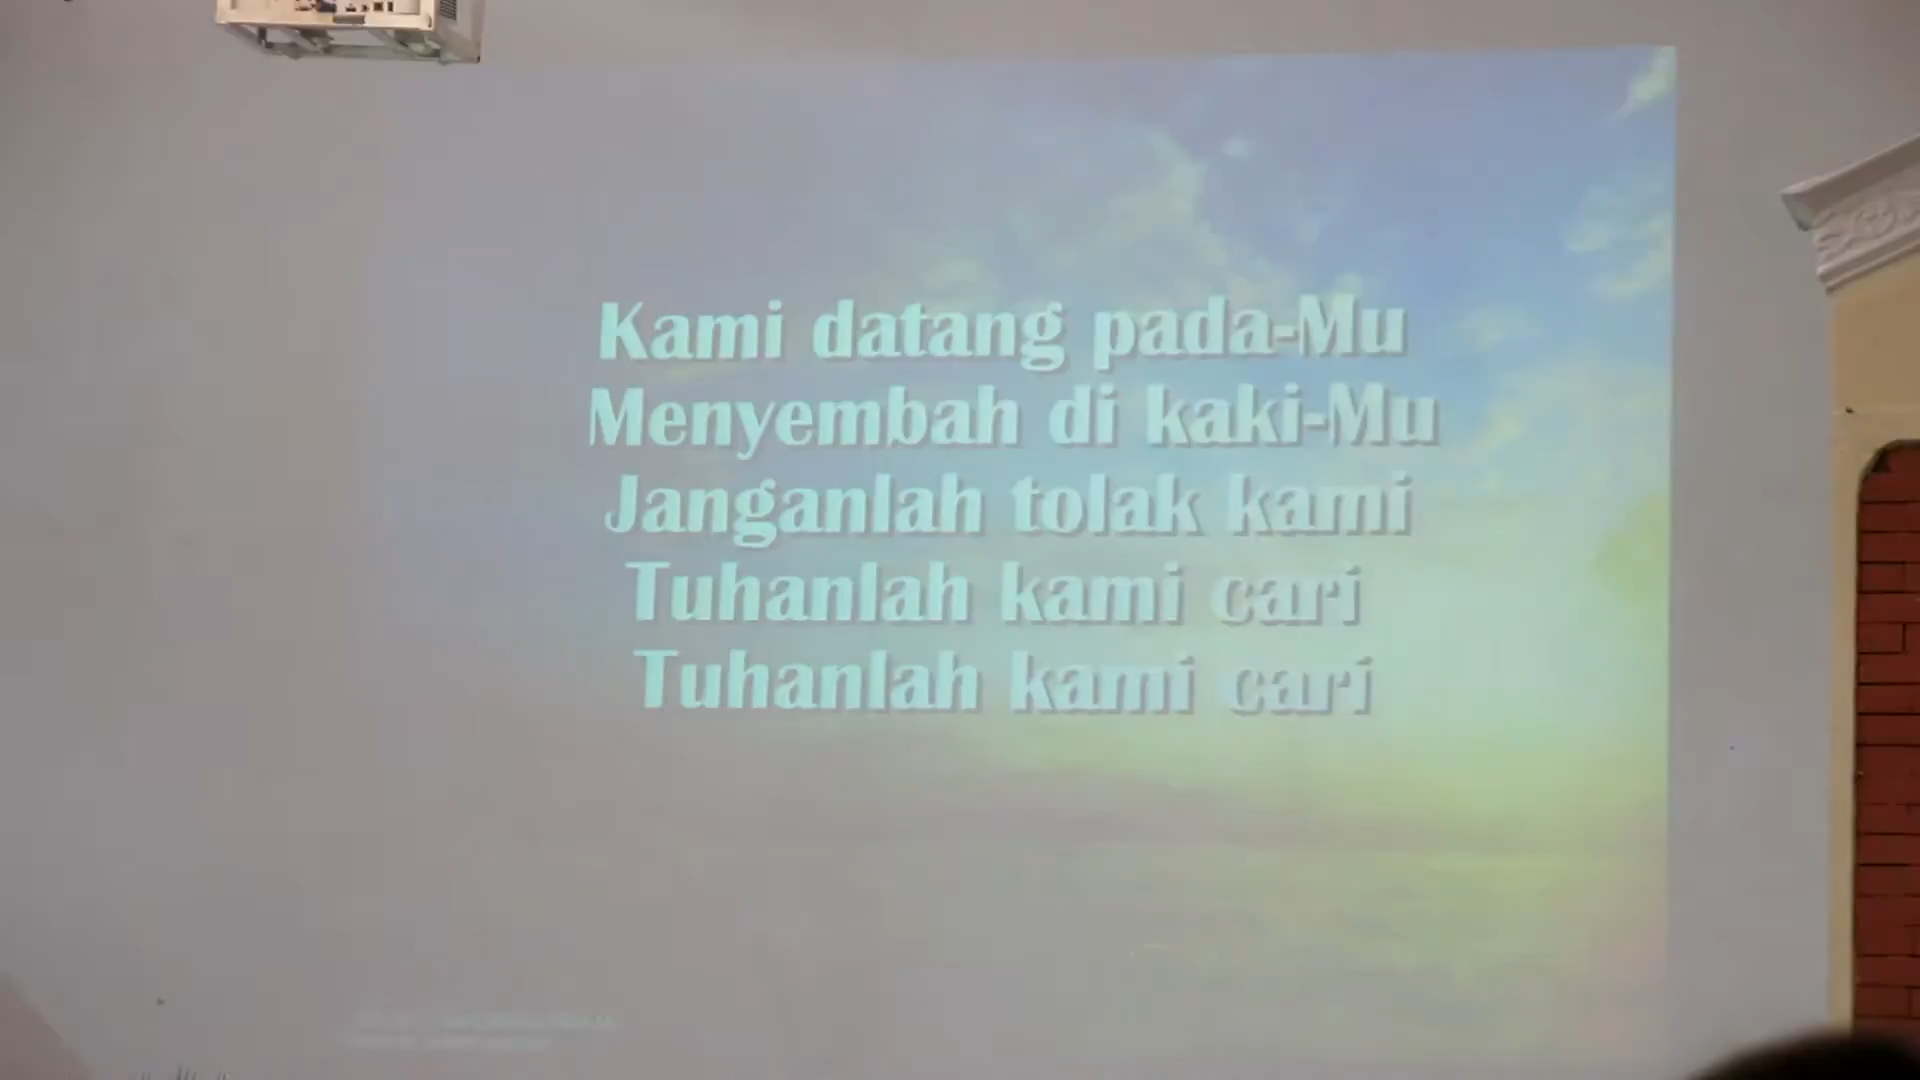 Kami datang pada-Mu
Menyembah di kaki-Mu
Janganlah tolak kami
Tuhanlah kami cari
Tuhanlah kami cari